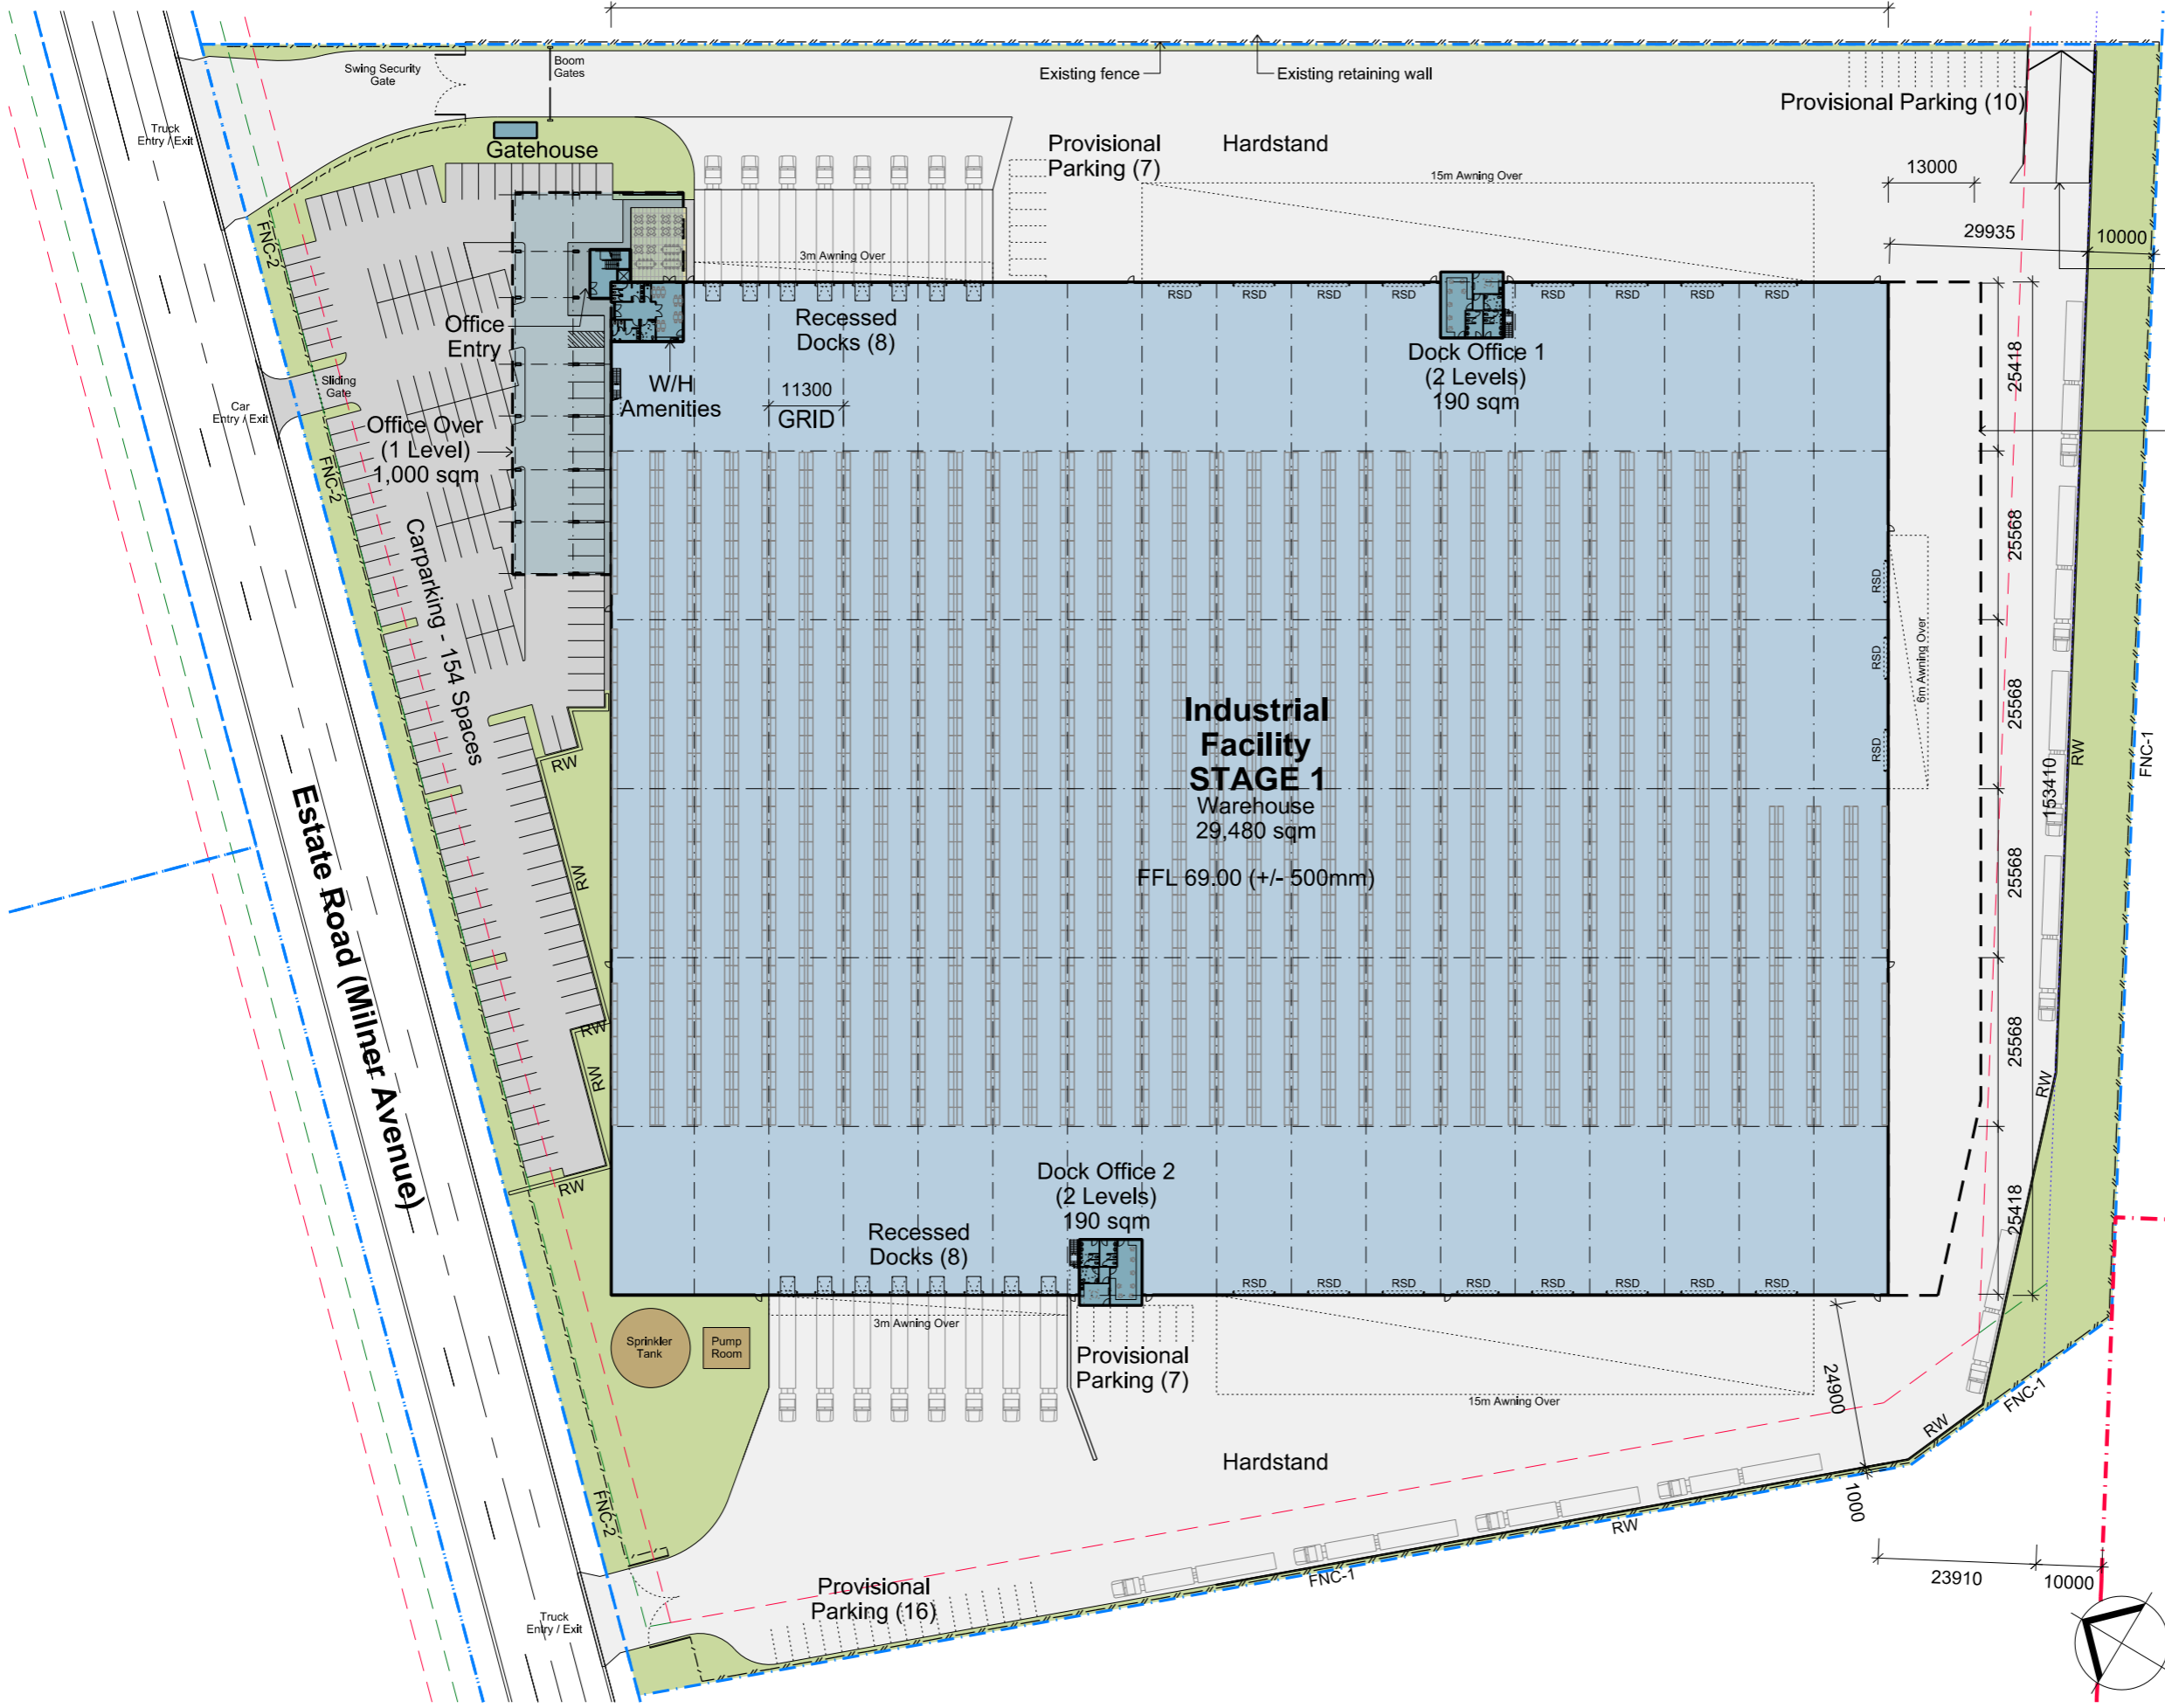 Swing Security
Gate
Boom
Gates
Existing fence
Existing retaining wall
Provisional Parking (10)
Truck
Entry / Exit
Gatehouse
Provisional
Parking (7)
Hardstand
15m Awning Over
13000
29935
10000
FNC-2
3m Awning Over
RSD
RSD
RSD
RSD
RSD
RSD
RSD
RSD
Office
Entry
Recessed
Docks (8)
Dock Office 1
(2 Levels)
190 sqm
25418
Sliding
Gate
W/H
Amenities
11300
GRID
Car
Entry / Exit
Office Over
(1 Level)
1,000 sqm
FNC-2
25568
RSD
RSD
RSD
6m Awning Over
Carparking - 154 Spaces
25568
Industrial
Facility
STAGE 1
Warehouse
29,480 sqm
FFL 69.00 (+/- 500mm)
RW
RW
FNC-1
153410
25568
Estate Road (Milner Avenue)
RW
RW
RW
25568
RW
RW
Dock Office 2
(2 Levels)
190 sqm
25418
Recessed
Docks (8)
RSD
RSD
RSD
RSD
RSD
RSD
RSD
RSD
Sprinkler
Tank
Pump
Room
3m Awning Over
Provisional
Parking (7)
15m Awning Over
24900
FNC-1
RW
Hardstand
1000
FNC-2
RW
FNC-1
23910
10000
Provisional
Parking (16)
Truck
Entry / Exit